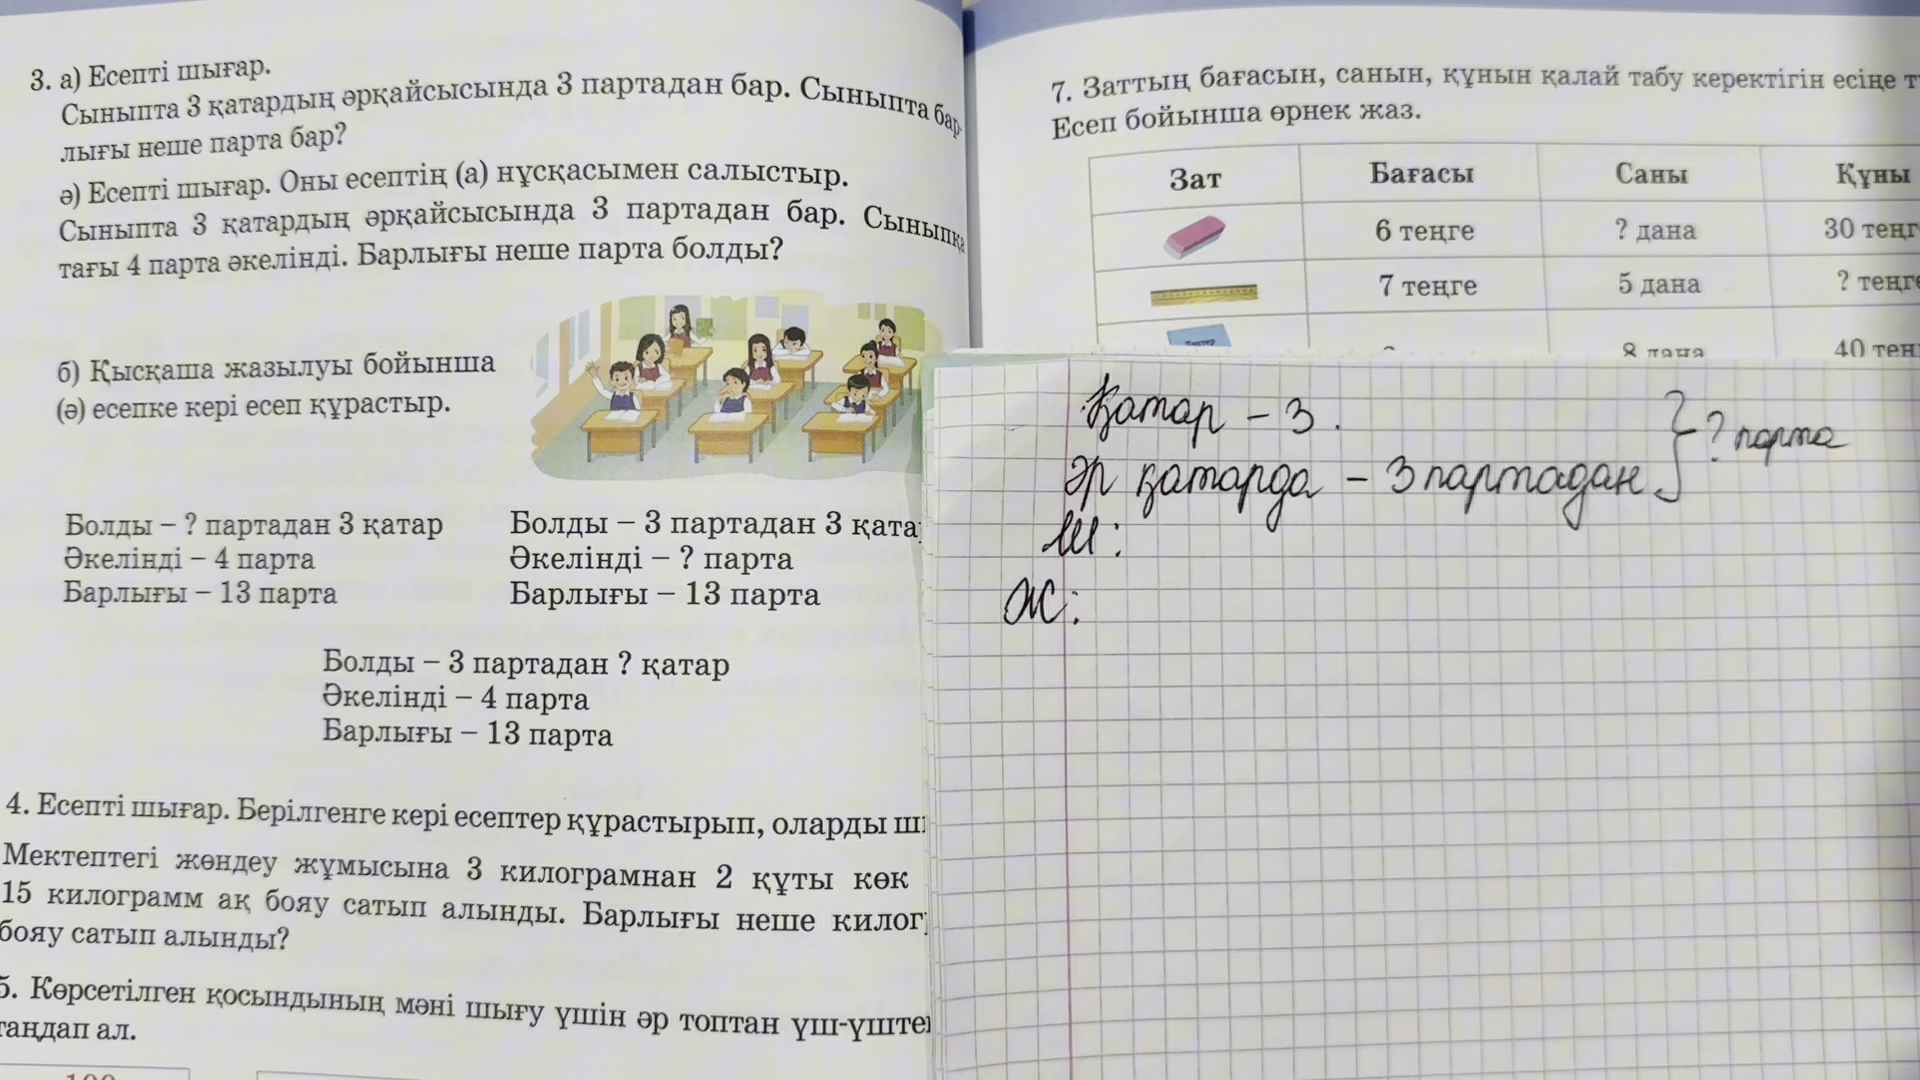 3. а) Есепті шығар.
Сыныпта 3 қатардың әрқайсысында 3 партадан бар. Сыныпта бар-
лығы неше парта бар?
ә) Есепті шығар. Оны есептің (а) нұсқасымен салыстыр.
Сыныпта 3 қатардың әрқайсысында 3 партадан бар. Сыныпқа
тағы 4 парта әкелінді. Барлығы неше парта болды?
б) Қысқаша жазылуы бойынша
(ә) есепке кері есеп құрастыр.
Болды – ? партадан 3 қатар
Әкелінді – 4 парта
Барлығы – 13 парта
Болды – 3 партадан 3 қата
Әкелінді – ? парта
Барлығы – 13 парта
Болды – 3 партадан ? қатар
Әкелінді – 4 парта
Барлығы – 13 парта
4. Есепті шығар. Берілгенге кері есептер құрастырып, оларды
Мектептегі жөндеу жұмысына 3 килограмнан 2 құты көк
15 килограмм ақ бояу сатып алынды. Барлығы неше килог
бояу сатып алынды?
5. Көрсетілген қосындының мәні шығу үшін әр топтан үш-үште
таңдап ал.
100
7. Заттың бағасын, санын, құнын қалай табу керектігін есіңе т
Есеп бойынша өрнек жаз.
Зат Бағасы Саны Құны
6 теңге ? дана 30 теңг
7 теңге 5 дана ? теңге
8 дана 40 тең
Қатар – 3.
Әр қатарда – 3 партадан } ? парта
Ш:
Ж: